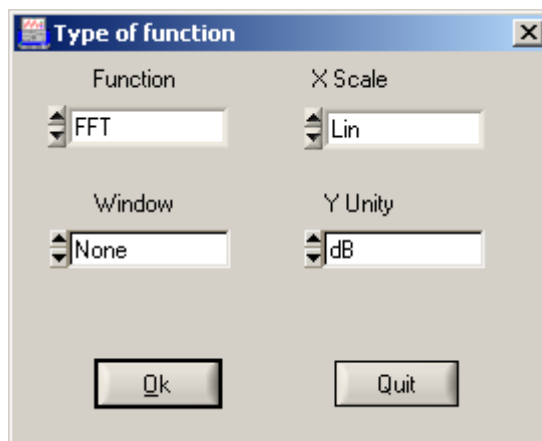 Type of function
Function
X Scale
FFT
Lin
Window
Y Unity
None
dB
Ok
Quit